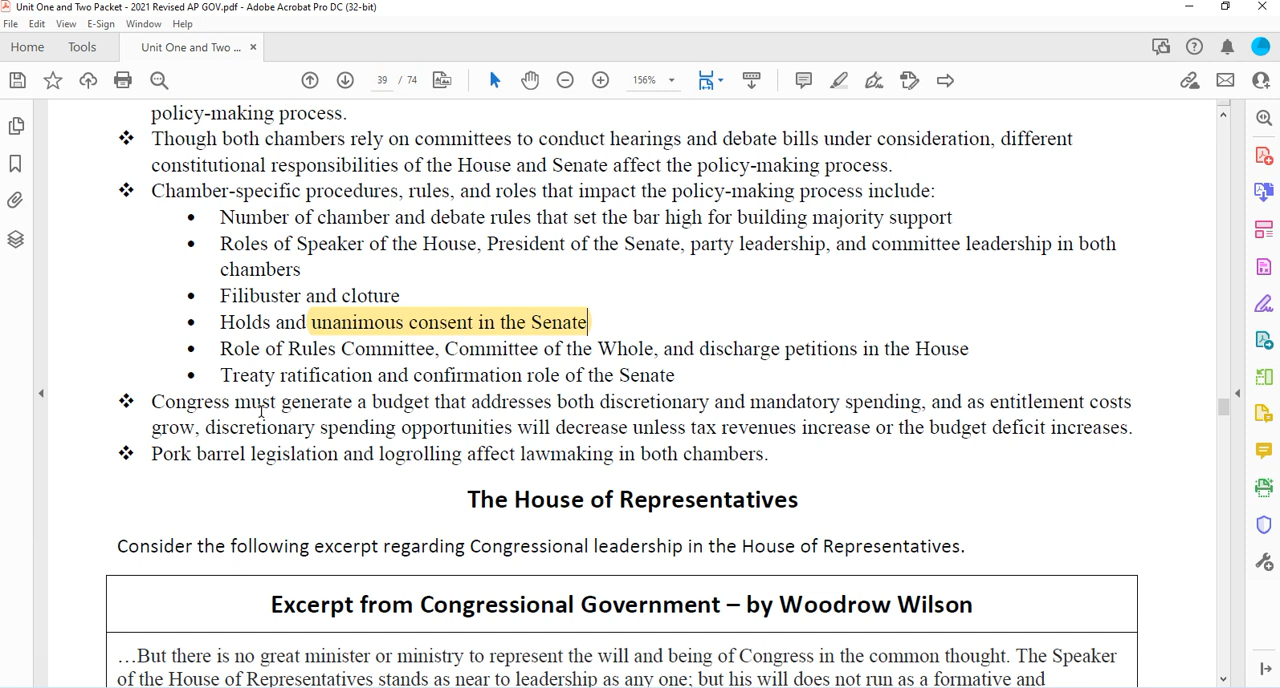 Unit One and Two Packet - 2021 Revised AP GOV.pdf - Adobe Acrobat Pro DC (32-bit)
File Edit View E-Sign Window Help
Home Tools Unit One and Two ... ×
39 / 74 156%
policy-making process.
❖ Though both chambers rely on committees to conduct hearings and debate bills under consideration, different
constitutional responsibilities of the House and Senate affect the policy-making process.
❖ Chamber-specific procedures, rules, and roles that impact the policy-making process include:
• Number of chamber and debate rules that set the bar high for building majority support
• Roles of Speaker of the House, President of the Senate, party leadership, and committee leadership in both
chambers
• Filibuster and cloture
• Holds and unanimous consent in the Senate
• Role of Rules Committee, Committee of the Whole, and discharge petitions in the House
• Treaty ratification and confirmation role of the Senate
❖ Congress must generate a budget that addresses both discretionary and mandatory spending, and as entitlement costs
grow, discretionary spending opportunities will decrease unless tax revenues increase or the budget deficit increases.
❖ Pork barrel legislation and logrolling affect lawmaking in both chambers.
The House of Representatives
Consider the following excerpt regarding Congressional leadership in the House of Representatives.
Excerpt from Congressional Government – by Woodrow Wilson
…But there is no great minister or ministry to represent the will and being of Congress in the common thought. The Speaker
of the House of Representatives stands as near to leadership as any one; but his will does not run as a formative and